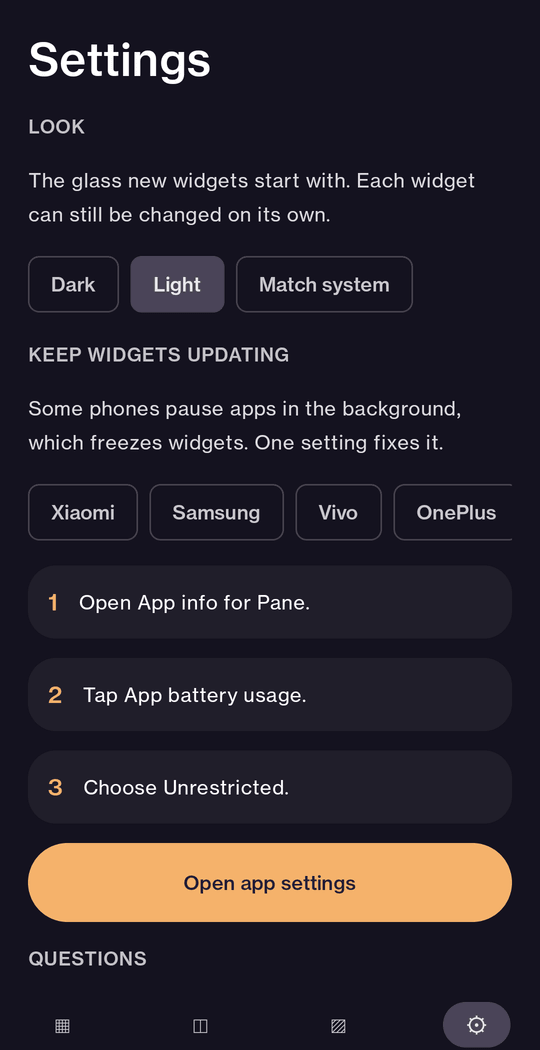 Settings
LOOK
The glass new widgets start with. Each widget
can still be changed on its own.
Dark
Light
Match system
KEEP WIDGETS UPDATING
Some phones pause apps in the background,
which freezes widgets. One setting fixes it.
Xiaomi
Samsung
Vivo
OnePlus
1 Open App info for Pane.
2 Tap App battery usage.
3 Choose Unrestricted.
Open app settings
QUESTIONS